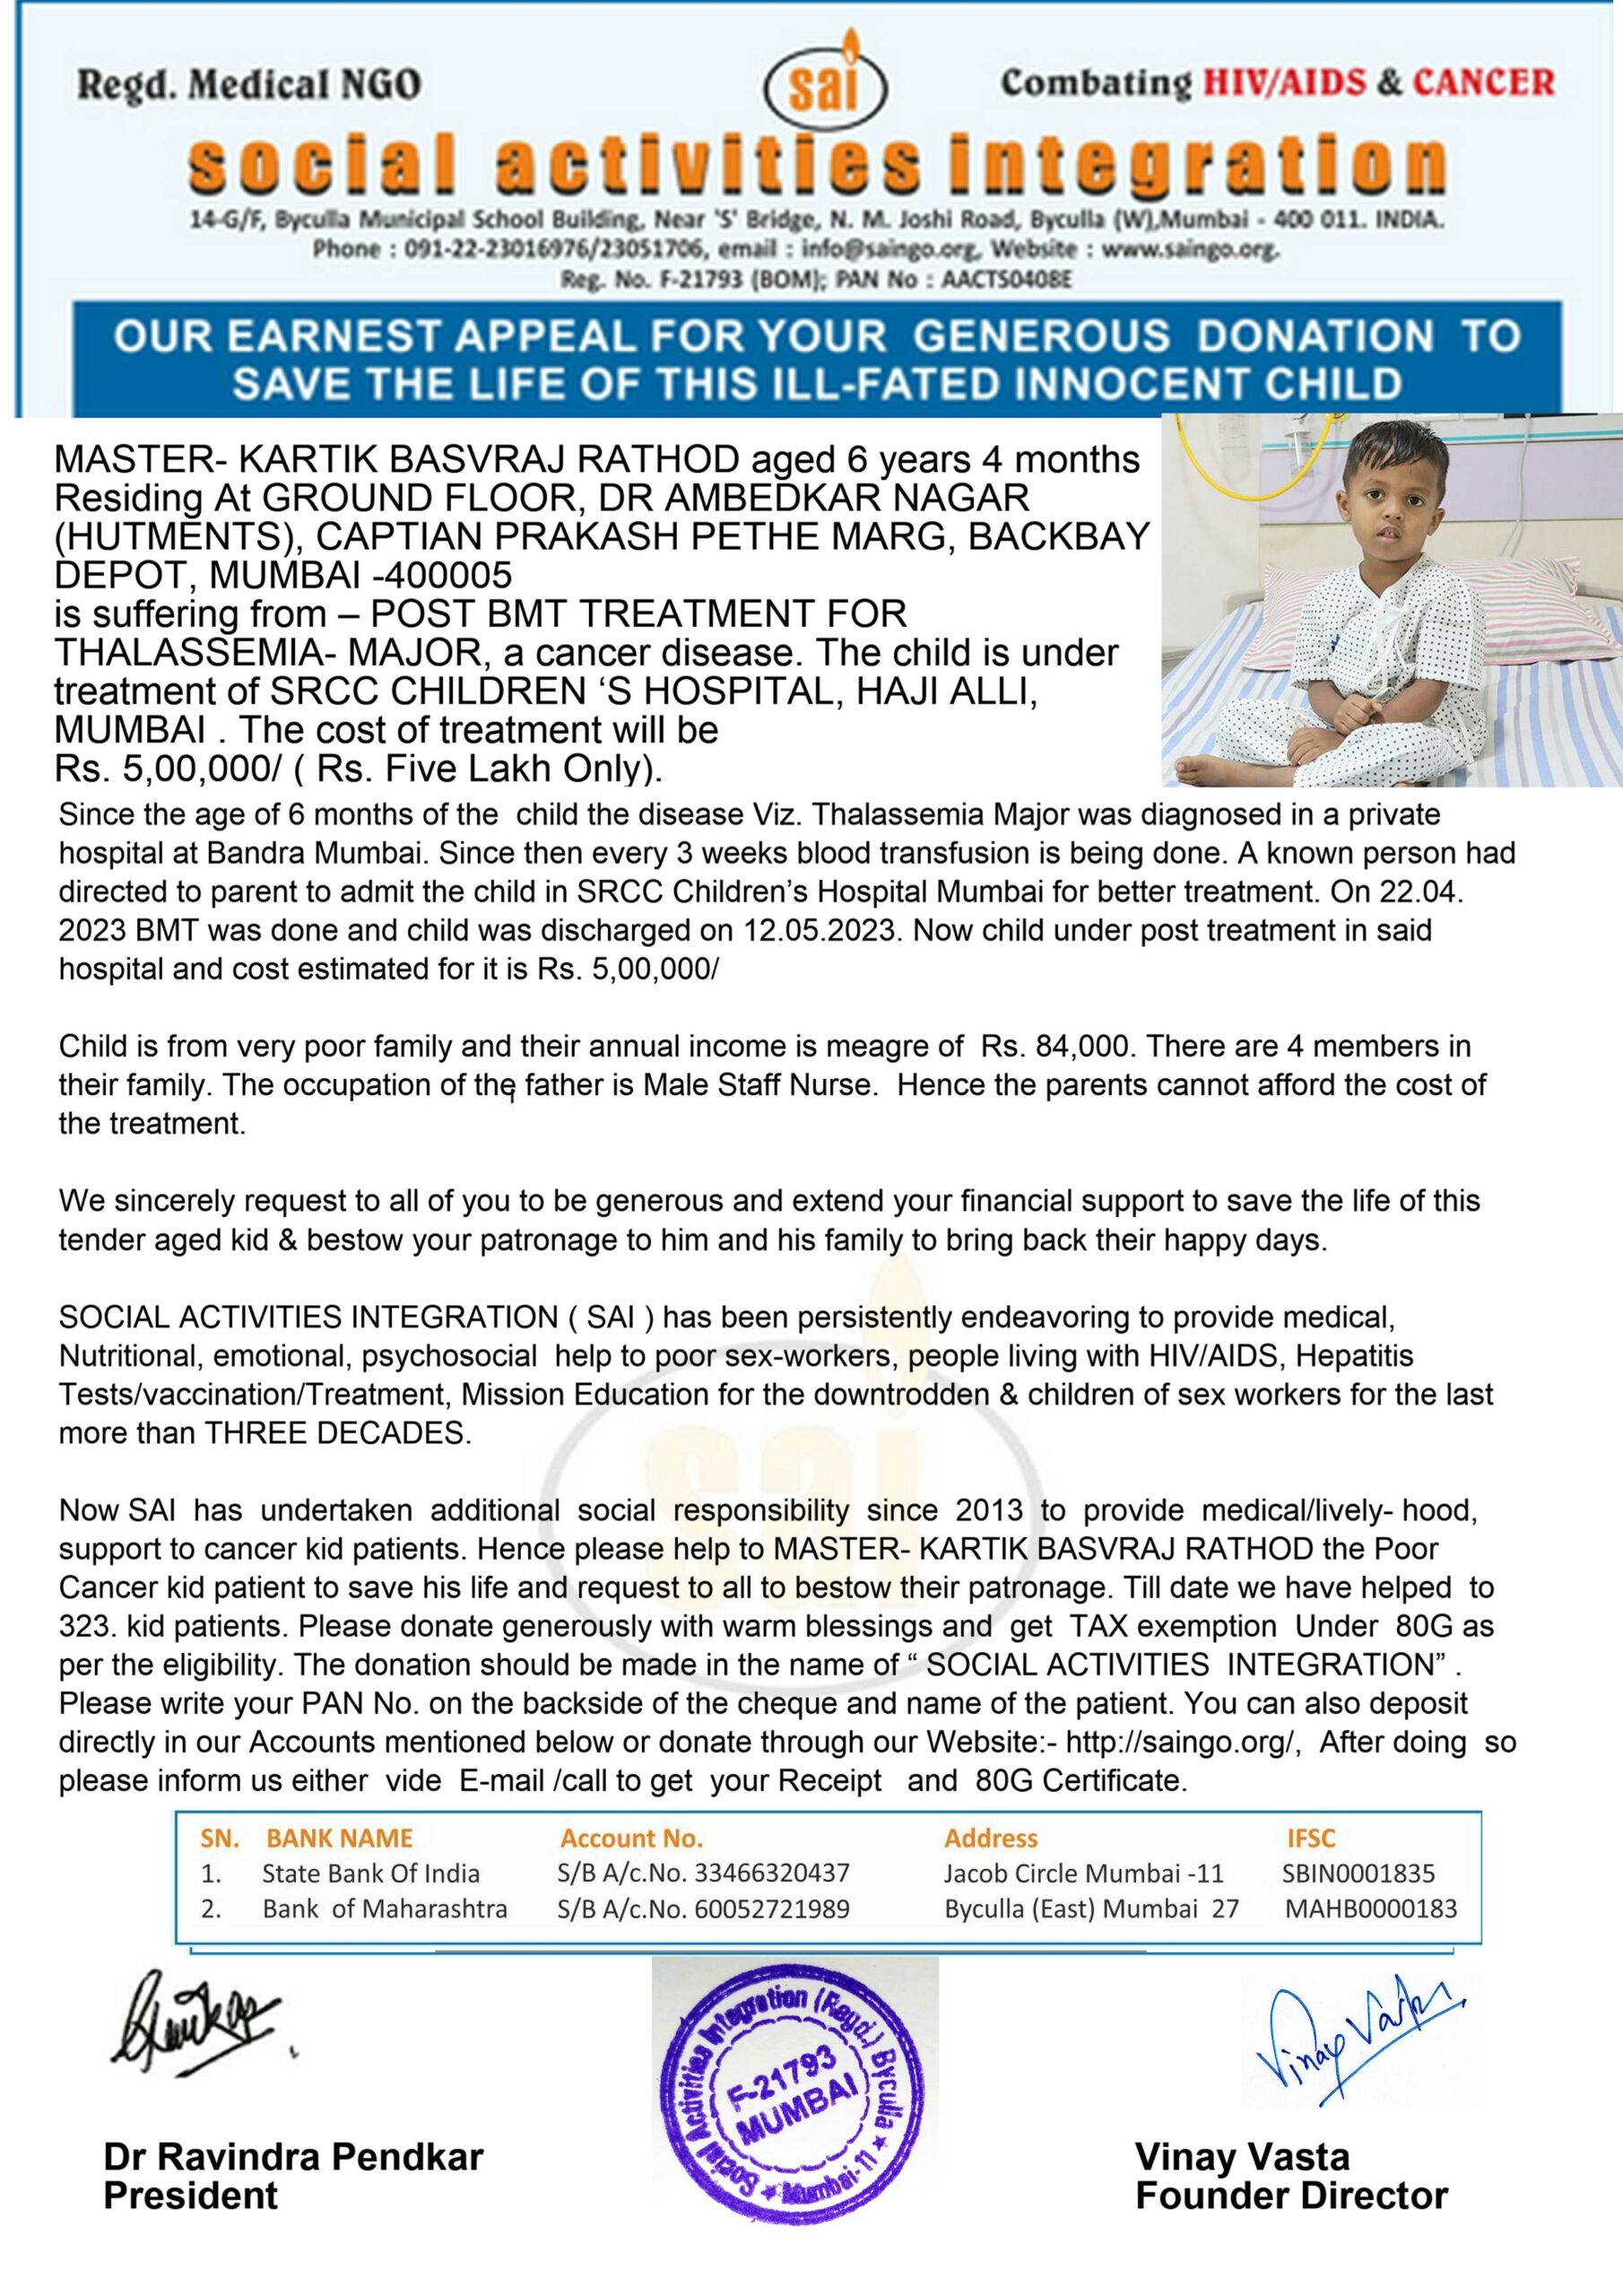 Regd. Medical NGO
sai
Combating HIV/AIDS & CANCER
social activities integration
14-G/F, Byculla Municipal School Building, Near 'S' Bridge, N. M. Joshi Road, Byculla (W),Mumbai - 400 011. INDIA.
Phone : 091-22-23016976/23051706, email : info@saingo.org, Website : www.saingo.org.
Reg. No. F-21793 (BOM); PAN No : AACTS0408E
OUR EARNEST APPEAL FOR YOUR GENEROUS DONATION TO
SAVE THE LIFE OF THIS ILL-FATED INNOCENT CHILD
MASTER- KARTIK BASVRAJ RATHOD aged 6 years 4 months
Residing At GROUND FLOOR, DR AMBEDKAR NAGAR
(HUTMENTS), CAPTIAN PRAKASH PETHE MARG, BACKBAY
DEPOT, MUMBAI -400005
is suffering from – POST BMT TREATMENT FOR
THALASSEMIA- MAJOR, a cancer disease. The child is under
treatment of SRCC CHILDREN ‘S HOSPITAL, HAJI ALLI,
MUMBAI . The cost of treatment will be
Rs. 5,00,000/ ( Rs. Five Lakh Only).
Since the age of 6 months of the child the disease Viz. Thalassemia Major was diagnosed in a private
hospital at Bandra Mumbai. Since then every 3 weeks blood transfusion is being done. A known person had
directed to parent to admit the child in SRCC Children’s Hospital Mumbai for better treatment. On 22.04.
2023 BMT was done and child was discharged on 12.05.2023. Now child under post treatment in said
hospital and cost estimated for it is Rs. 5,00,000/
Child is from very poor family and their annual income is meagre of Rs. 84,000. There are 4 members in
their family. The occupation of the father is Male Staff Nurse. Hence the parents cannot afford the cost of
the treatment.
We sincerely request to all of you to be generous and extend your financial support to save the life of this
tender aged kid & bestow your patronage to him and his family to bring back their happy days.
SOCIAL ACTIVITIES INTEGRATION ( SAI ) has been persistently endeavoring to provide medical,
Nutritional, emotional, psychosocial help to poor sex-workers, people living with HIV/AIDS, Hepatitis
Tests/vaccination/Treatment, Mission Education for the downtrodden & children of sex workers for the last
more than THREE DECADES.
sai
Now SAI has undertaken additional social responsibility since 2013 to provide medical/lively- hood,
support to cancer kid patients. Hence please help to MASTER- KARTIK BASVRAJ RATHOD the Poor
Cancer kid patient to save his life and request to all to bestow their patronage. Till date we have helped to
323. kid patients. Please donate generously with warm blessings and get TAX exemption Under 80G as
per the eligibility. The donation should be made in the name of “ SOCIAL ACTIVITIES INTEGRATION” .
Please write your PAN No. on the backside of the cheque and name of the patient. You can also deposit
directly in our Accounts mentioned below or donate through our Website:- http://saingo.org/, After doing so
please inform us either vide E-mail /call to get your Receipt and 80G Certificate.
SN. BANK NAME Account No. Address IFSC
1. State Bank Of India S/B A/c.No. 33466320437 Jacob Circle Mumbai -11 SBIN0001835
2. Bank of Maharashtra S/B A/c.No. 60052721989 Byculla (East) Mumbai 27 MAHB0000183
Social Activities Integration (Regd.) Byculla ★ Mumbai-11 ★
F-21793
MUMBAI
Vinay Vasta
Dr Ravindra Pendkar
President
Vinay Vasta
Founder Director